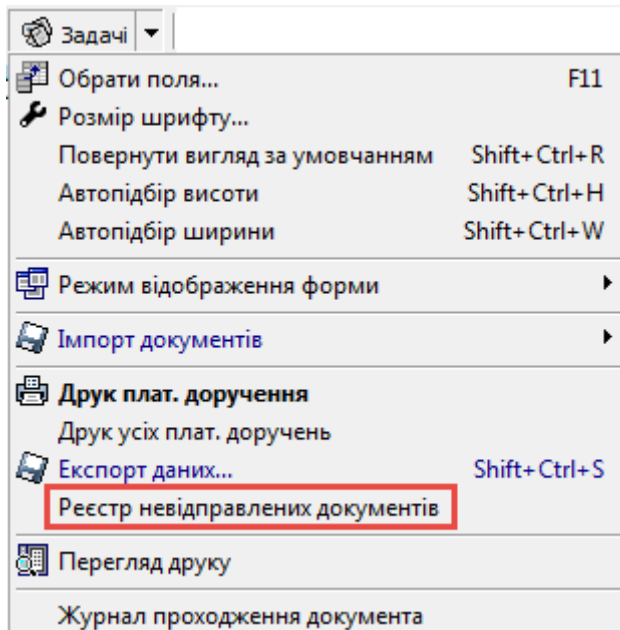 Задачі
Обрати поля... F11
Розмір шрифту...
Повернути вигляд за умовчанням Shift+Ctrl+R
Автопідбір висоти Shift+Ctrl+H
Автопідбір ширини Shift+Ctrl+W
Режим відображення форми
Імпорт документів
Друк плат. доручення
Друк усіх плат. доручень
Експорт даних... Shift+Ctrl+S
Реєстр невідправлених документів
Перегляд друку
Журнал проходження документа